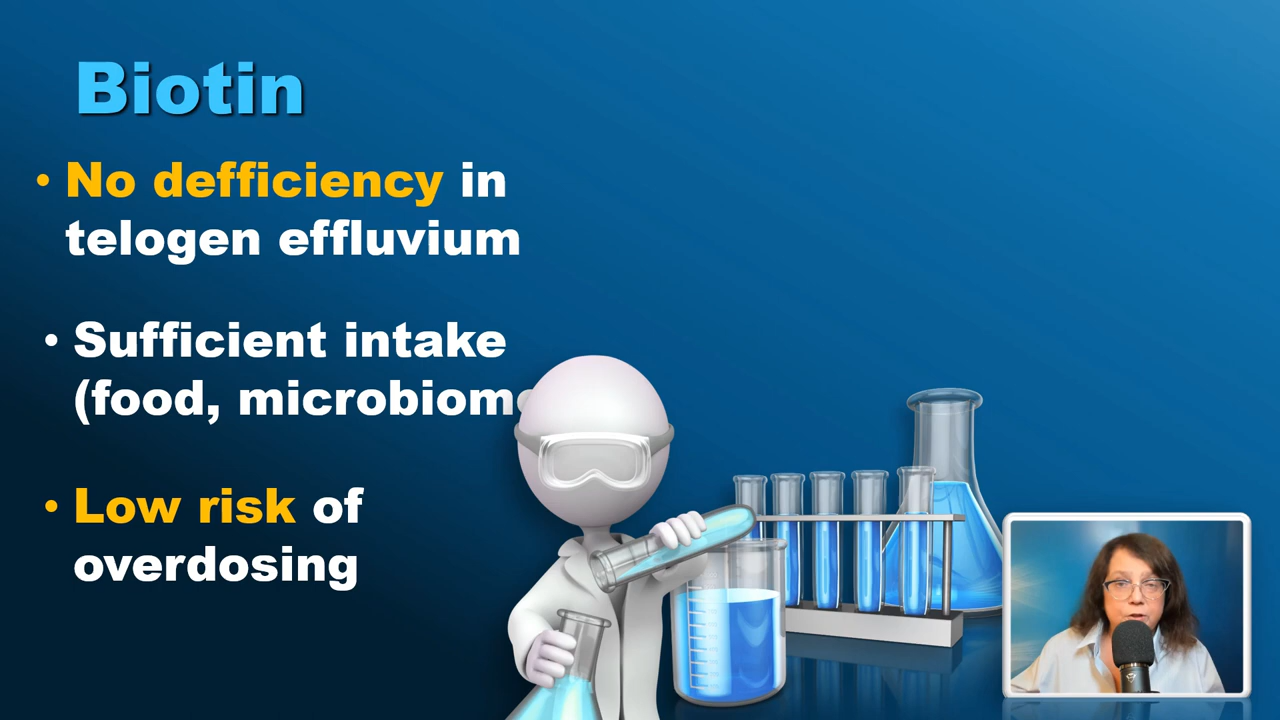 Biotin
• No defficiency in
telogen effluvium
• Sufficient intake
(food, microbiom
• Low risk of
overdosing